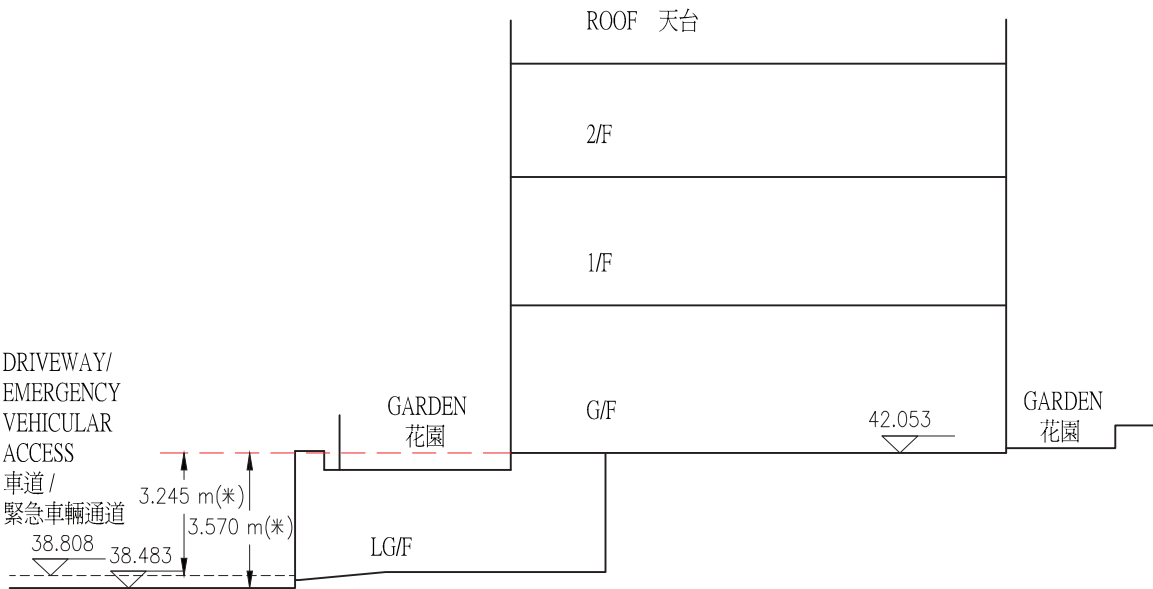 ROOF 天台
2/F
1/F
DRIVEWAY/
EMERGENCY
VEHICULAR
ACCESS
車道 /
緊急車輛通道
GARDEN
花園
G/F
42.053
GARDEN
花園
3.245 m(米)
3.570 m(米)
38.808
38.483
LG/F